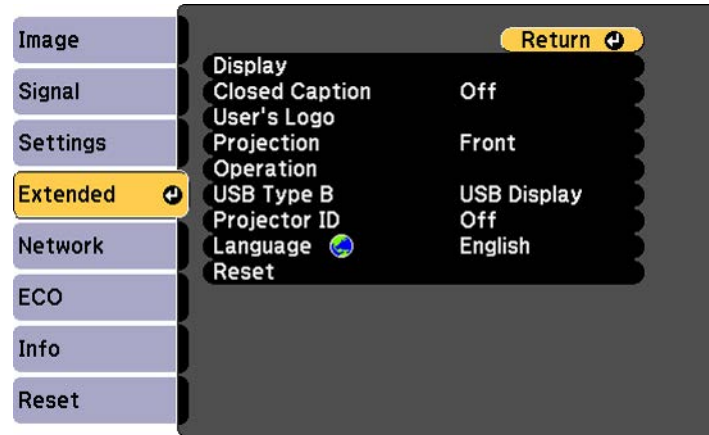 Image
Signal
Settings
Extended
Network
ECO
Info
Reset
Return
Display
Closed Caption Off
User's Logo
Projection Front
Operation
USB Type B USB Display
Projector ID Off
Language English
Reset